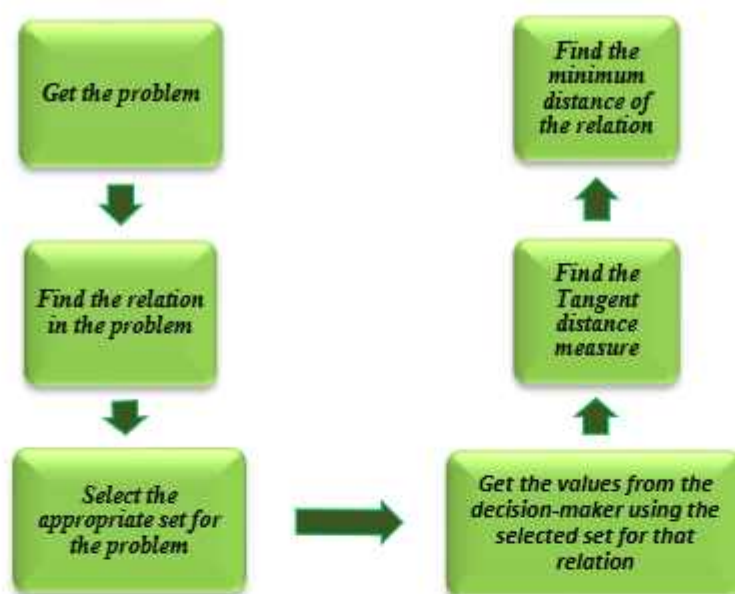 Get the problem
Find the relation
in the problem
Select the
appropriate set for
the problem
Get the values from the
decision-maker using the
selected set for that
relation
Find the
Tangent
distance
measure
Find the
minimum
distance of
the relation